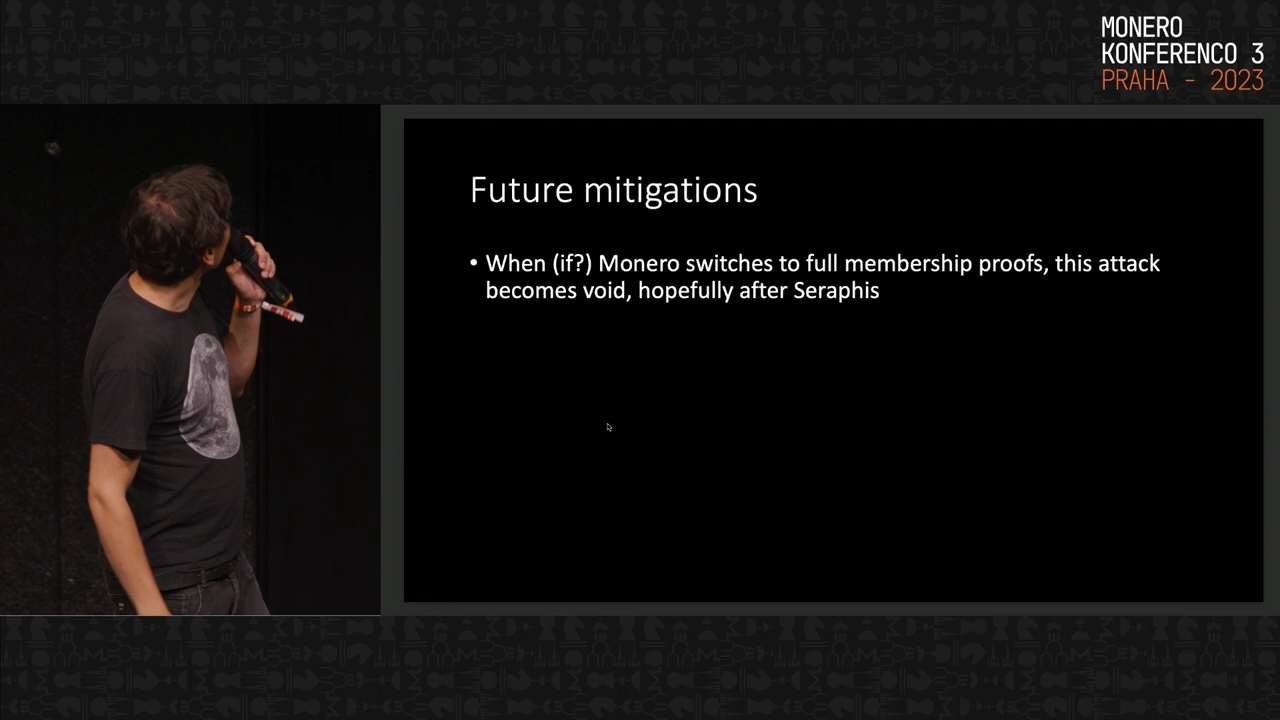 MONERO
KONFERENCO 3
PRAHA - 2023
Future mitigations
• When (if?) Monero switches to full membership proofs, this attack
becomes void, hopefully after Seraphis